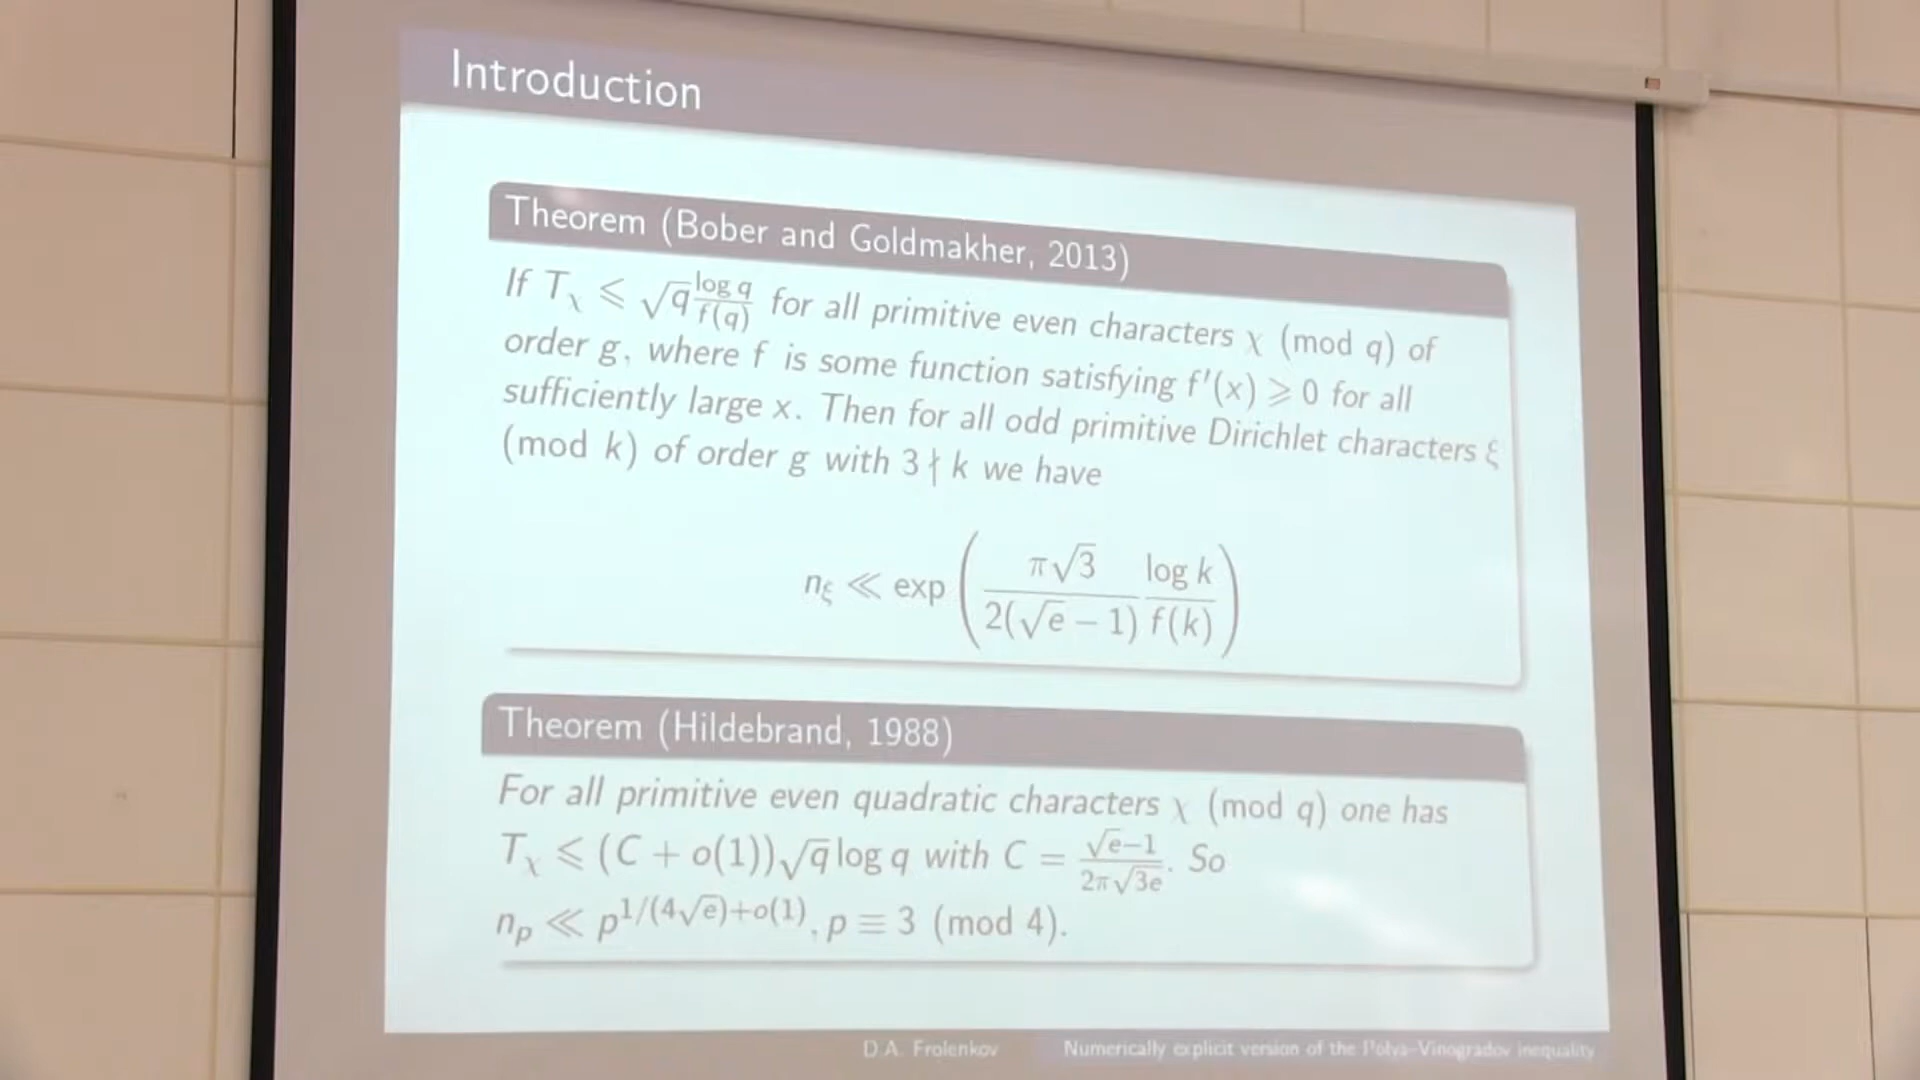 Introduction
Theorem (Bober and Goldmakher, 2013)
If T_χ ⩽ √q log q / f(q) for all primitive even characters χ (mod q) of
order g, where f is some function satisfying f′(x) ⩾ 0 for all
sufficiently large x. Then for all odd primitive Dirichlet characters ξ
(mod k) of order g with 3 ∤ k we have
n_ξ ≪ exp ( π√3 / 2(√e − 1) log k / f(k) )
Theorem (Hildebrand, 1988)
For all primitive even quadratic characters χ (mod q) one has
T_χ ⩽ (C + o(1))√q log q with C = √e−1 / 2π√3e. So
n_p ≪ p^{1/(4√e)+o(1)}, p ≡ 3 (mod 4).
D.A. Frolenkov Numerically explicit version of the Pólya–Vinogradov inequality